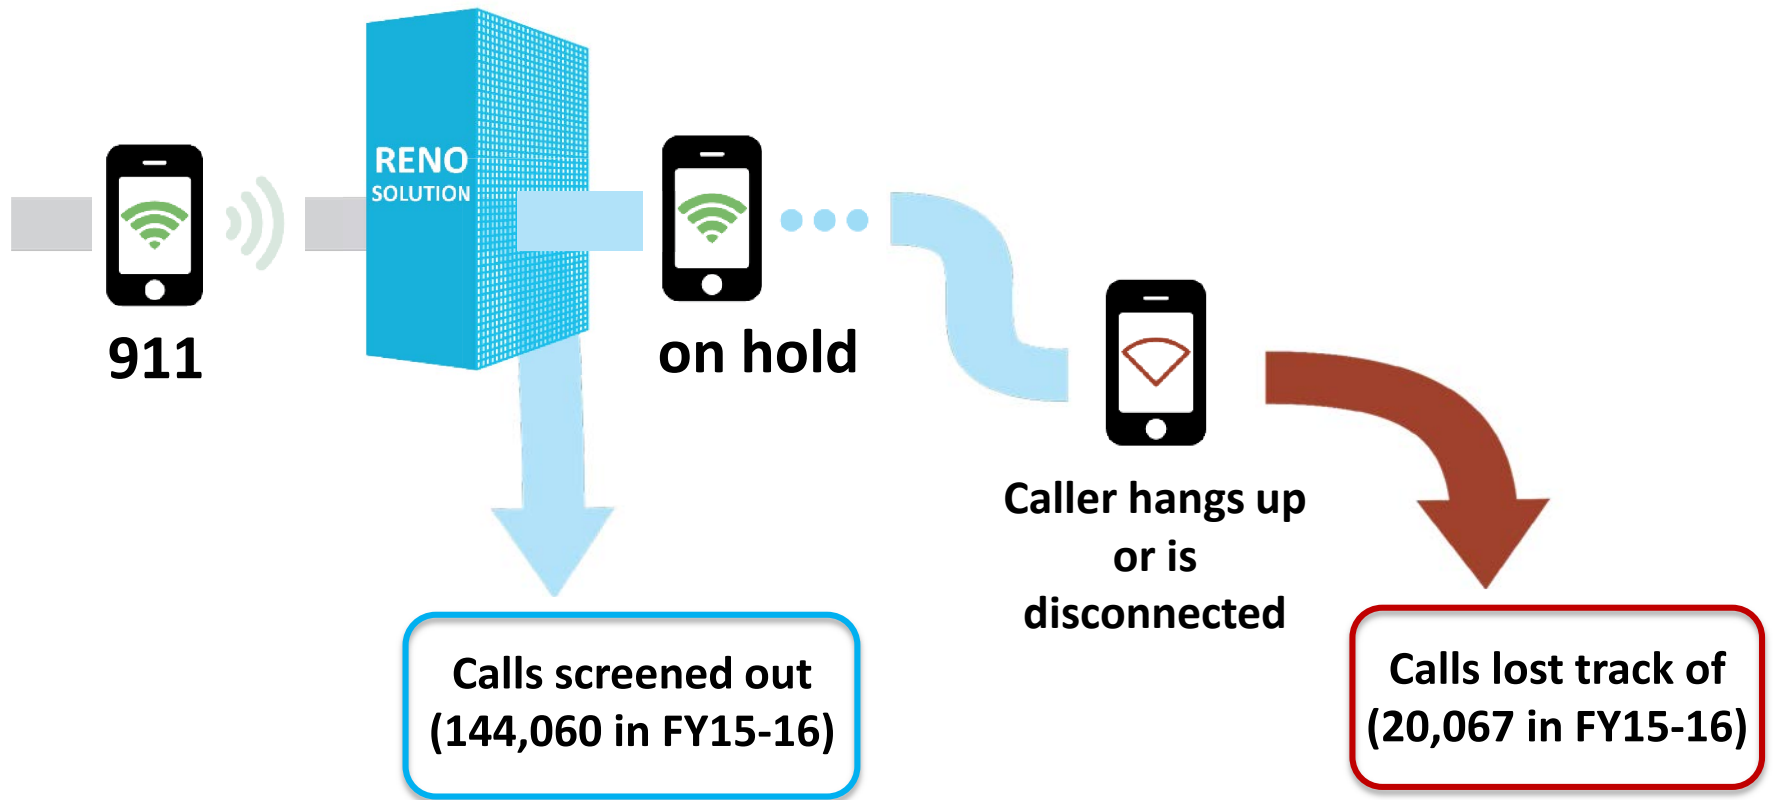 RENO
SOLUTION
911
on hold
Caller hangs up
or is
disconnected
Calls screened out
(144,060 in FY15-16)
Calls lost track of
(20,067 in FY15-16)